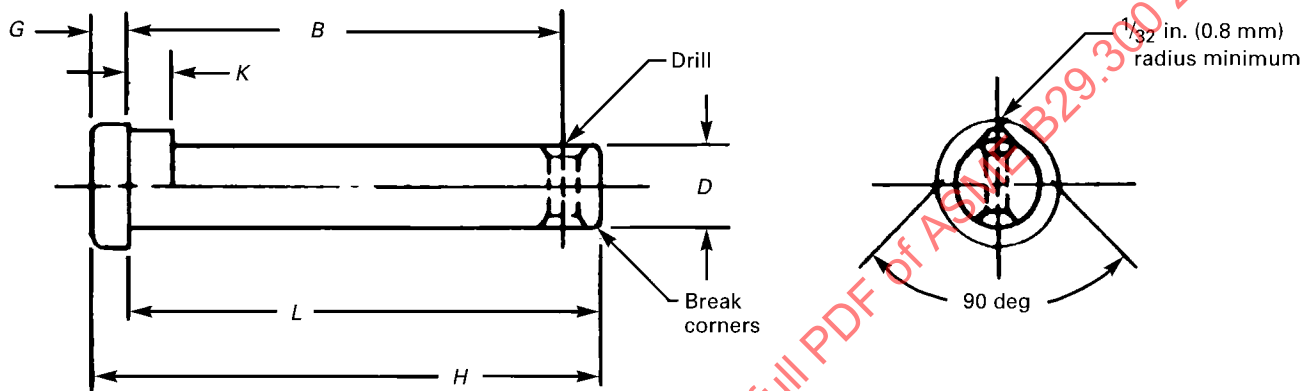 G
B
K
Drill
D
L
Break
corners
H
1/32 in. (0.8 mm)
radius minimum
90 deg
full PDF of ASME B29.300